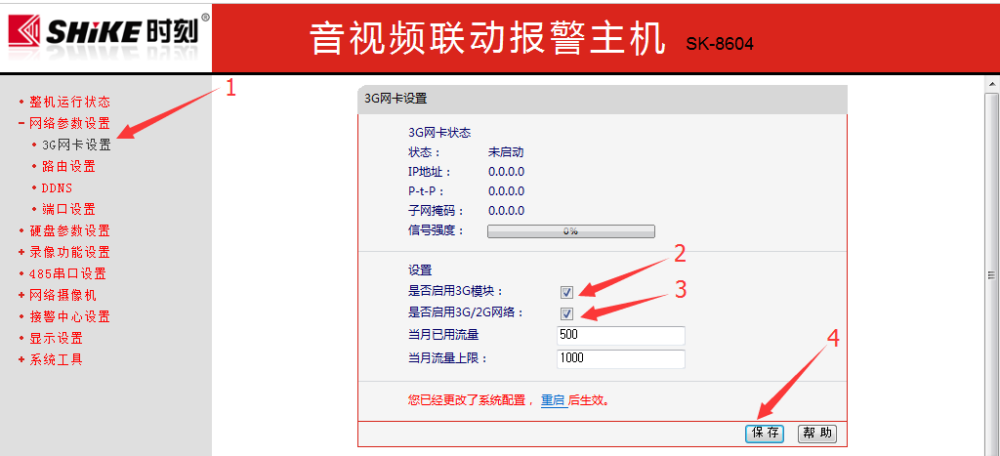 SHiKE 时刻®
音视频联动报警主机 SK-8604
整机运行状态
1
网络参数设置
3G网卡设置
路由设置
DDNS
端口设置
硬盘参数设置
录像功能设置
485串口设置
网络摄像机
接警中心设置
显示设置
系统工具
3G网卡设置
3G网卡状态
状态： 未启动
IP地址： 0.0.0.0
P-t-P： 0.0.0.0
子网掩码： 0.0.0.0
信号强度： 0%
设置
2
是否启用3G模块：
3
是否启用3G/2G网络：
当月已用流量 500
4
当月流量上限： 1000
您已经更改了系统配置，重启后生效。
保存 帮助